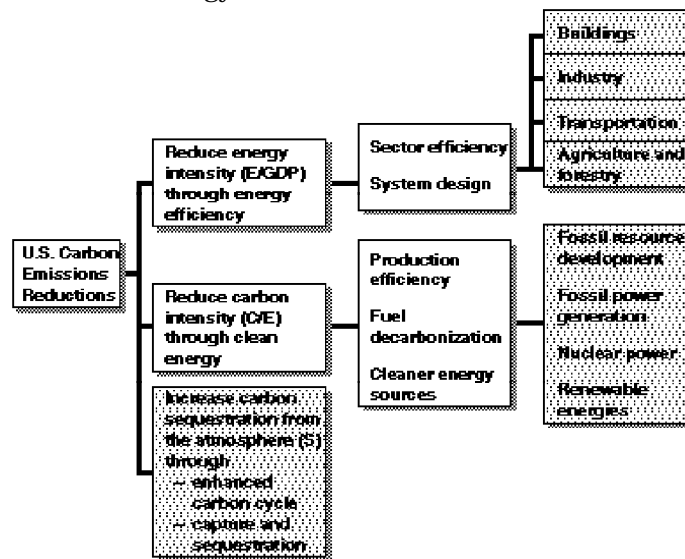 U.S. Carbon
Emissions
Reductions
Reduce energy
intensity (E/GDP)
through energy
efficiency
Sector efficiency
System design
Buildings
Industry
Transportation
Agriculture and
forestry
Reduce carbon
intensity (C/E)
through clean
energy
Production
efficiency
Fuel
decarbonization
Cleaner energy
sources
Fossil resource
development
Fossil power
generation
Nuclear power
Renewable
energies
Increase carbon
sequestration from
the atmosphere (S)
through
– enhanced
carbon cycle
– capture and
sequestration